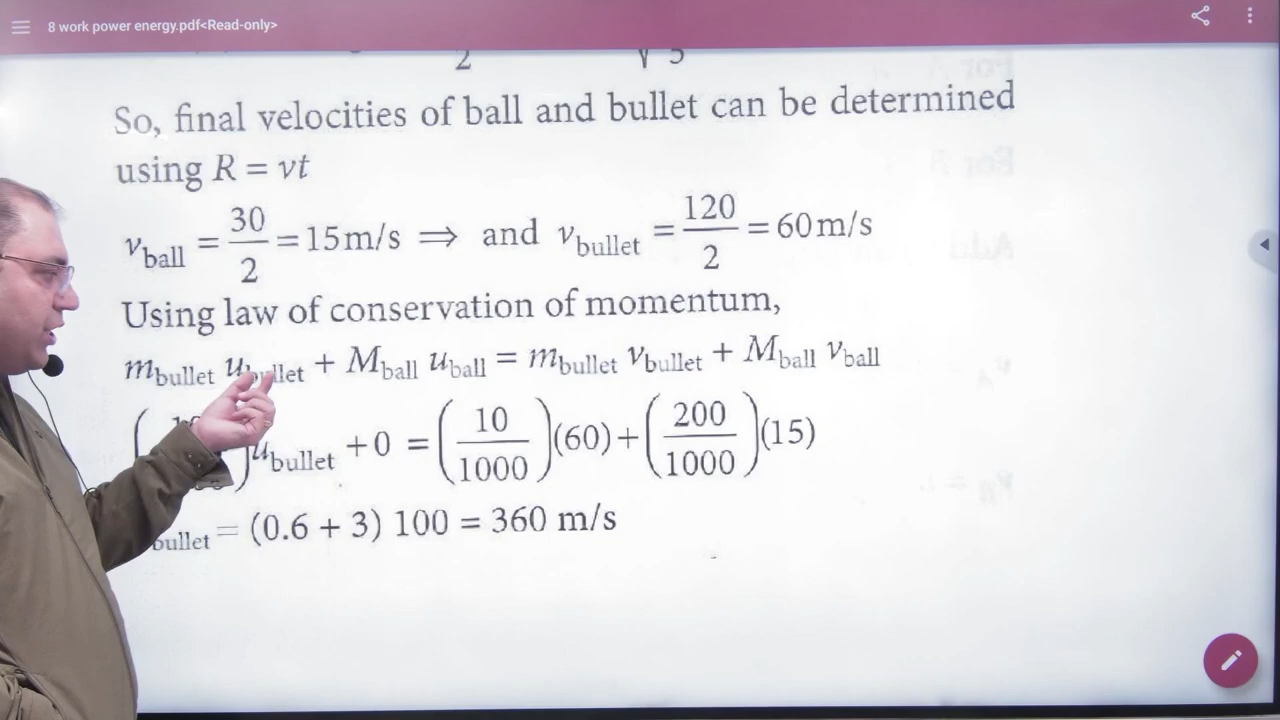 8 work power energy.pdf<Read-only>
2 √ 5
So, final velocities of ball and bullet can be determined
using R = vt
v_ball = 30/2 = 15 m/s ⇒ and v_bullet = 120/2 = 60 m/s
Using law of conservation of momentum,
m_bullet u_bullet + M_ball u_ball = m_bullet v_bullet + M_ball v_ball
u_bullet + 0 = (10/1000)(60) + (200/1000)(15)
bullet = (0.6 + 3) 100 = 360 m/s